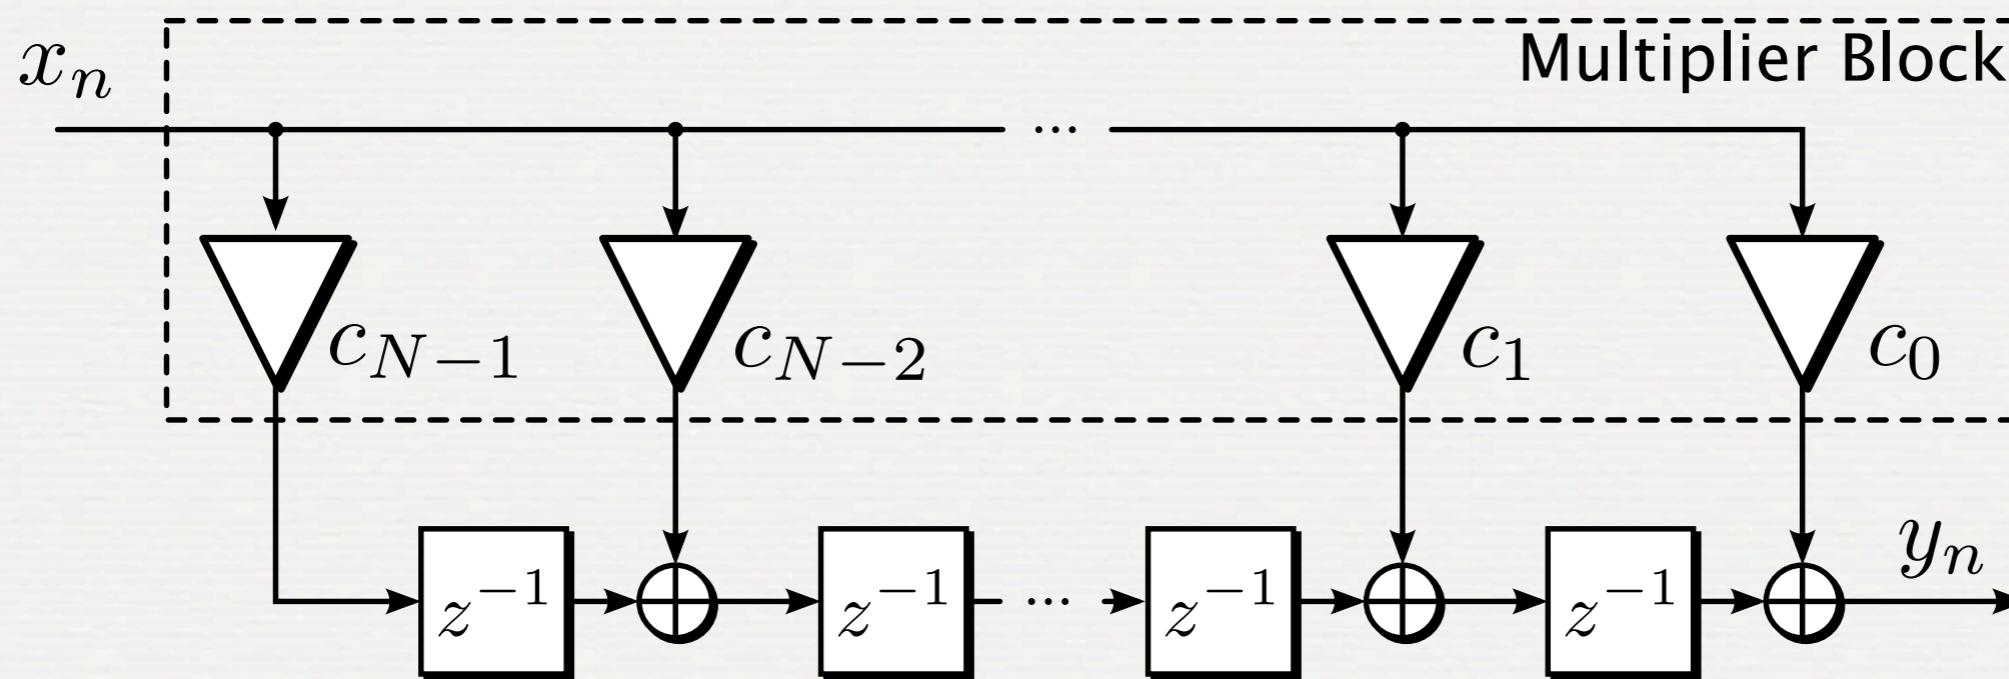 x_n
Multiplier Block
...
c_{N-1} c_{N-2} c_1 c_0
y_n
z^{-1} z^{-1} ... z^{-1} z^{-1}